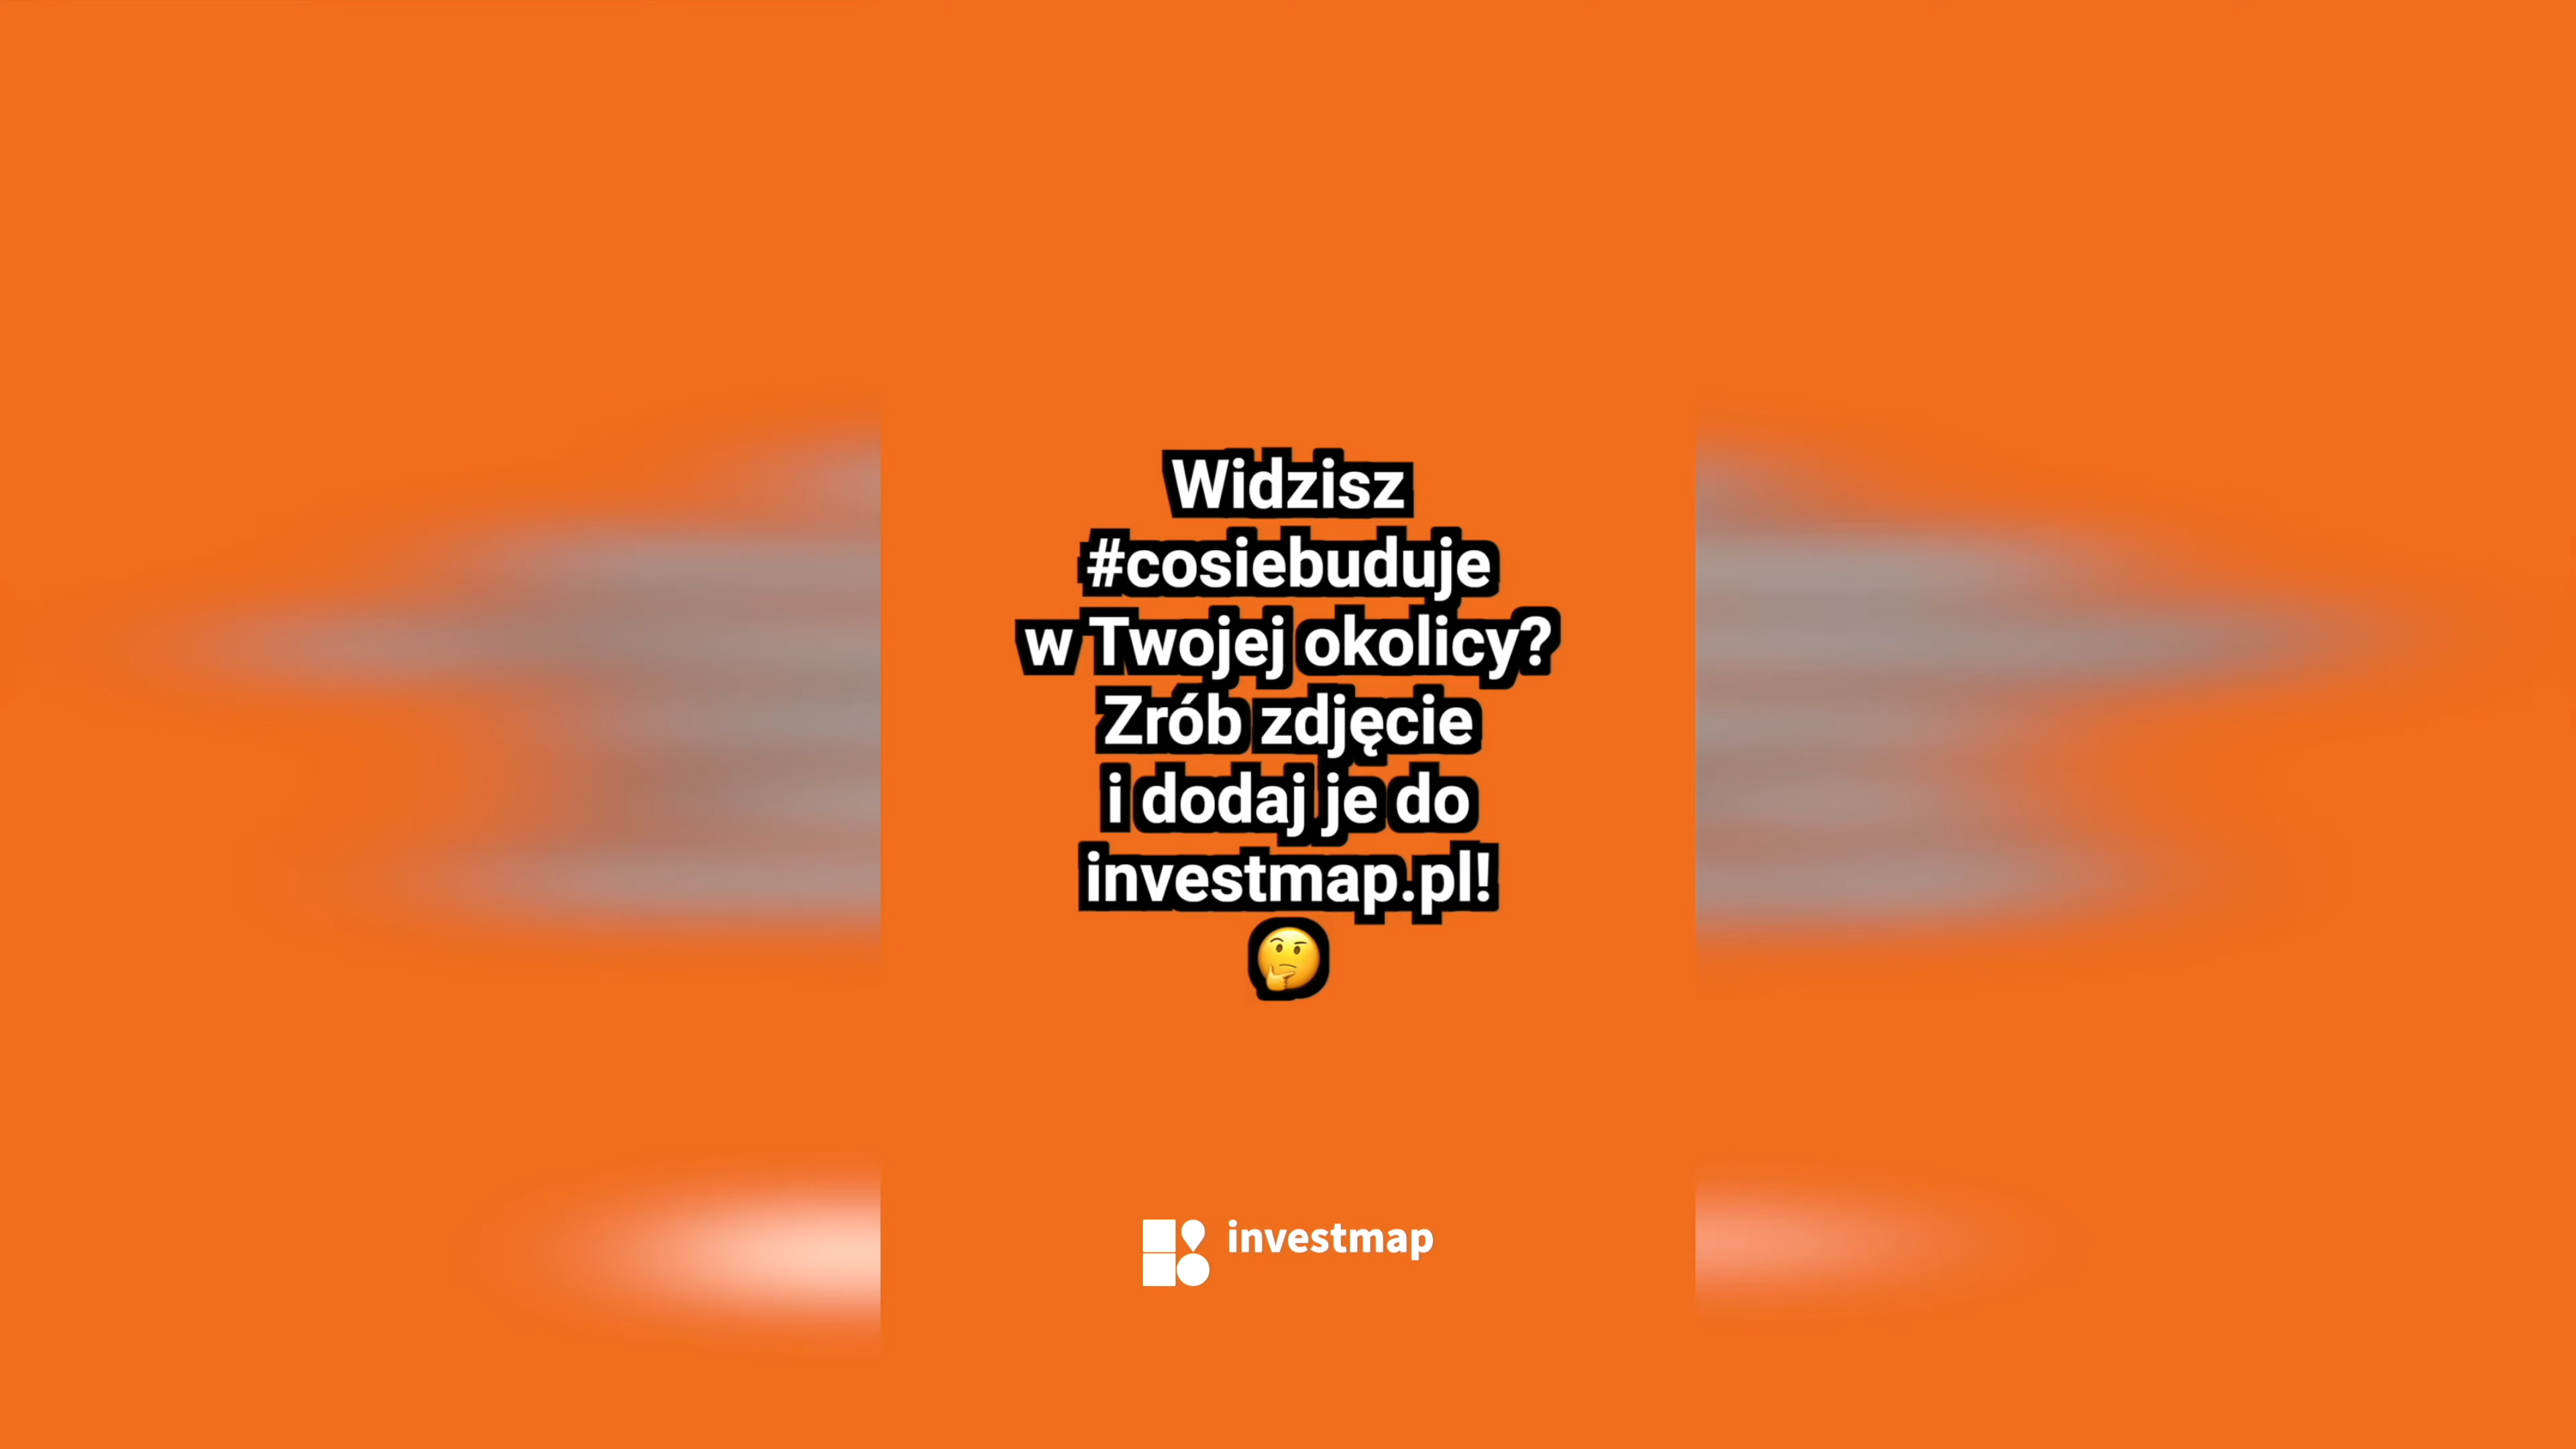 Widzisz
#cosiebuduje
w Twojej okolicy?
Zrób zdjęcie
i dodaj je do
investmap.pl!
🤔
investmap